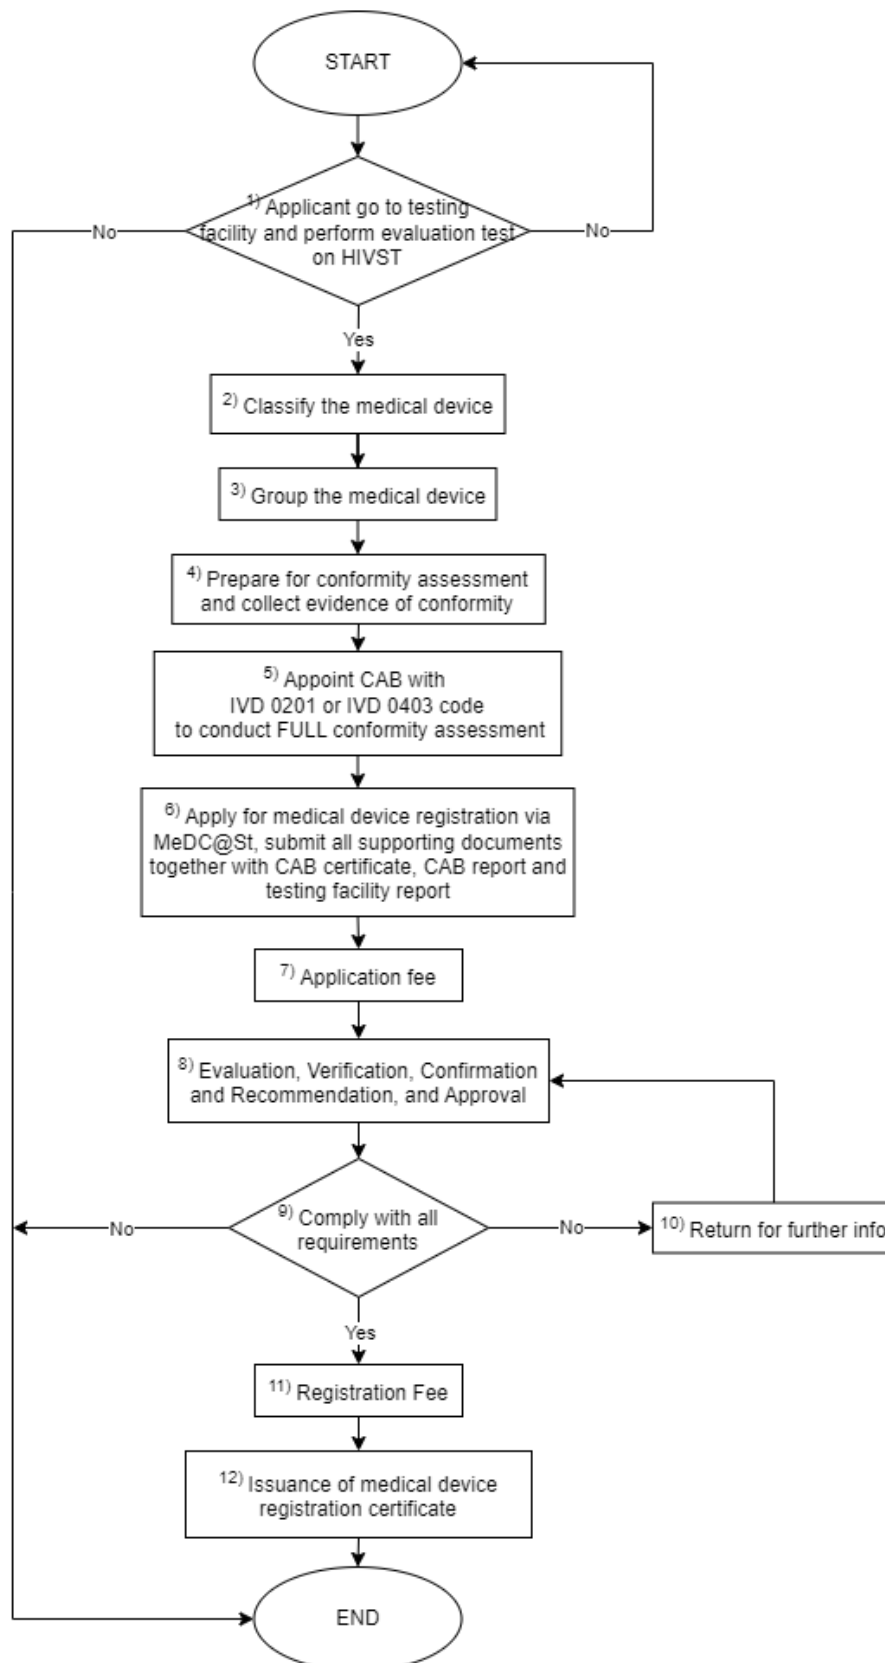 START
1) Applicant go to testing
facility and perform evaluation test
on HIVST
No
No
Yes
2) Classify the medical device
3) Group the medical device
4) Prepare for conformity assessment
and collect evidence of conformity
5) Appoint CAB with
IVD 0201 or IVD 0403 code
to conduct FULL conformity assessment
6) Apply for medical device registration via
MeDC@St, submit all supporting documents
together with CAB certificate, CAB report and
testing facility report
7) Application fee
8) Evaluation, Verification, Confirmation
and Recommendation, and Approval
9) Comply with all
requirements
No
No
10) Return for further info
Yes
11) Registration Fee
12) Issuance of medical device
registration certificate
END